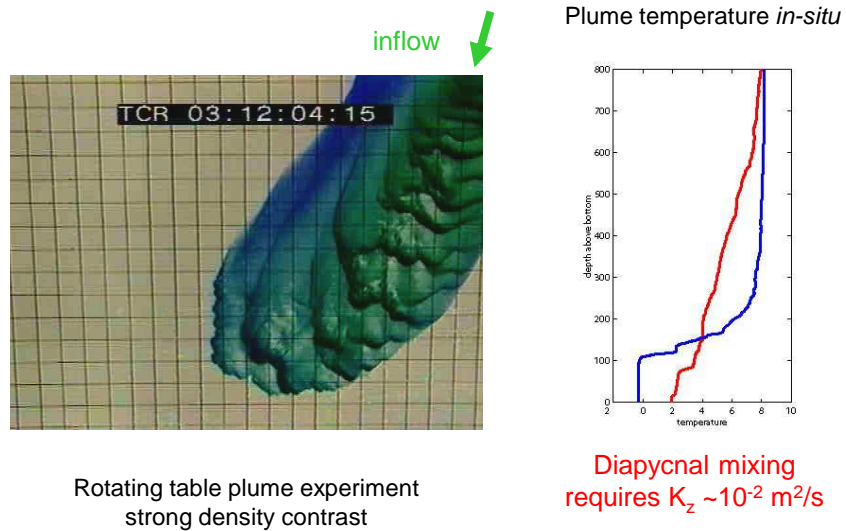 inflow
Plume temperature in-situ
TCR 03:12:04:15
800
700
600
500
400
300
200
100
0
depth above bottom
2 0 2 4 6 8 10
temperature
Rotating table plume experiment
strong density contrast
Diapycnal mixing
requires Kz ~10-2 m2/s